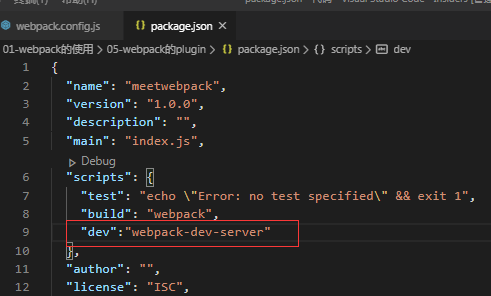 webpack.config.js package.json ×
01-webpack的使用 > 05-webpack的plugin > package.json > {} scripts > dev
1 {
2 "name": "meetwebpack",
3 "version": "1.0.0",
4 "description": "",
5 "main": "index.js",
Debug
6 "scripts": {
7 "test": "echo \"Error: no test specified\" && exit 1",
8 "build": "webpack",
9 "dev":"webpack-dev-server"
10 },
11 "author": "",
12 "license": "ISC",